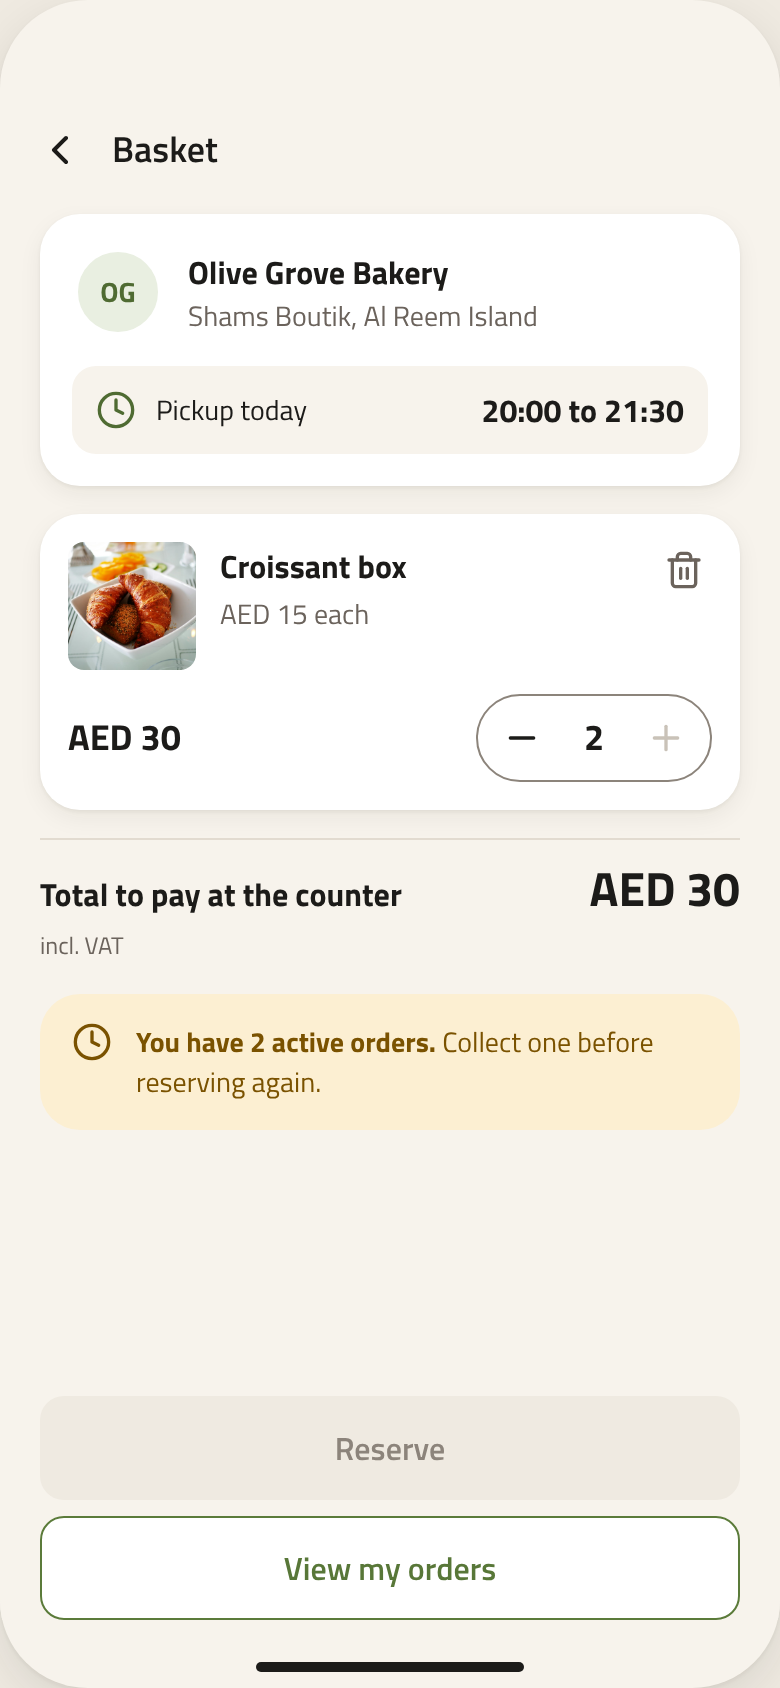 Basket
OG
Olive Grove Bakery
Shams Boutik, Al Reem Island
Pickup today
20:00 to 21:30
Croissant box
AED 15 each
AED 30
2
Total to pay at the counter
AED 30
incl. VAT
You have 2 active orders. Collect one before
reserving again.
Reserve
View my orders